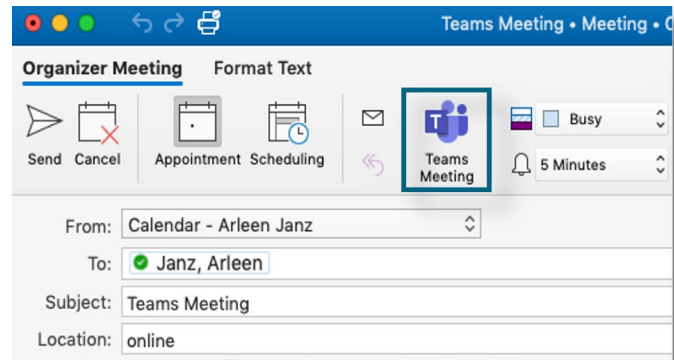 Teams Meeting • Meeting •
Organizer Meeting Format Text
Send Cancel Appointment Scheduling Teams Meeting Busy
5 Minutes
From: Calendar - Arleen Janz
To: Janz, Arleen
Subject: Teams Meeting
Location: online